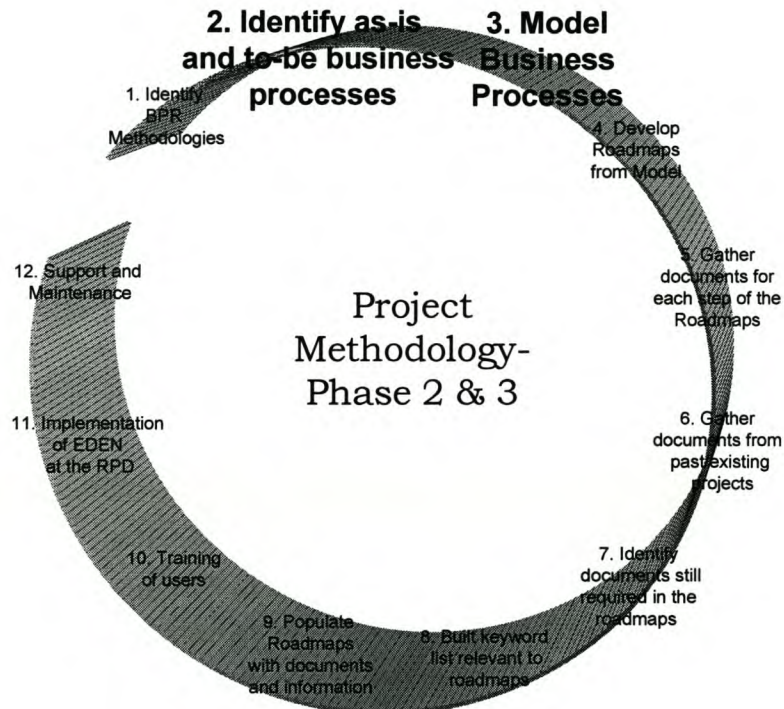 1. Identify
BPR
Methodologies
2. Identify as-is
and to-be business
processes
3. Model
Business
Processes
4. Develop
Roadmaps
from Model
5. Gather
documents for
each step of the
Roadmaps
6. Gather
documents from
past existing
projects
7. Identify
documents still
required in the
roadmaps
8. Built keyword
list relevant to
roadmaps
9. Populate
Roadmaps
with documents
and information
10. Training
of users
11. Implementation
of EDEN
at the RPD
12. Support and
Maintenance
Project
Methodology-
Phase 2 & 3